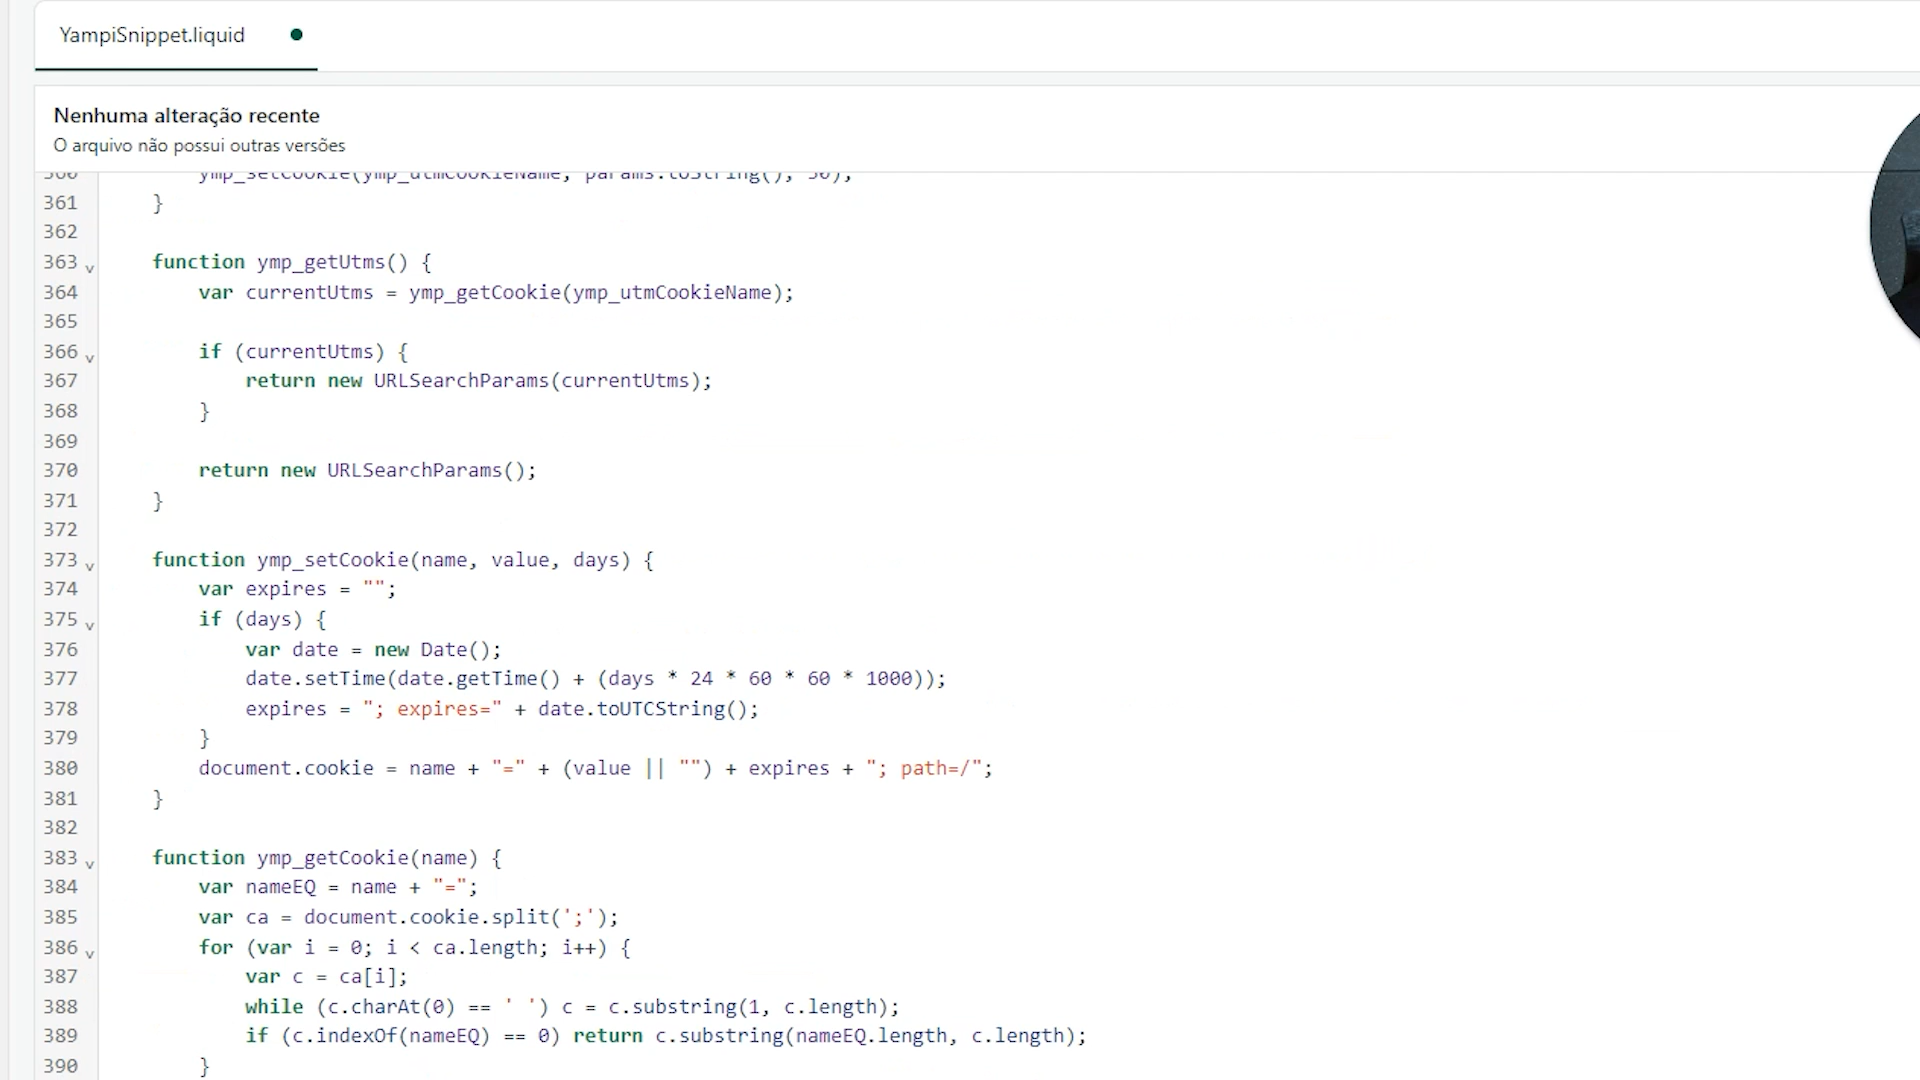 YampiSnippet.liquid
Nenhuma alteração recente
O arquivo não possui outras versões
360 ymp_setCookie(ymp_utmCookieName, params.toString(), 30);
361 }
362
363 function ymp_getUtms() {
364 var currentUtms = ymp_getCookie(ymp_utmCookieName);
365
366 if (currentUtms) {
367 return new URLSearchParams(currentUtms);
368 }
369
370 return new URLSearchParams();
371 }
372
373 function ymp_setCookie(name, value, days) {
374 var expires = "";
375 if (days) {
376 var date = new Date();
377 date.setTime(date.getTime() + (days * 24 * 60 * 60 * 1000));
378 expires = "; expires=" + date.toUTCString();
379 }
380 document.cookie = name + "=" + (value || "") + expires + "; path=/";
381 }
382
383 function ymp_getCookie(name) {
384 var nameEQ = name + "=";
385 var ca = document.cookie.split(';');
386 for (var i = 0; i < ca.length; i++) {
387 var c = ca[i];
388 while (c.charAt(0) == ' ') c = c.substring(1, c.length);
389 if (c.indexOf(nameEQ) == 0) return c.substring(nameEQ.length, c.length);
390 }